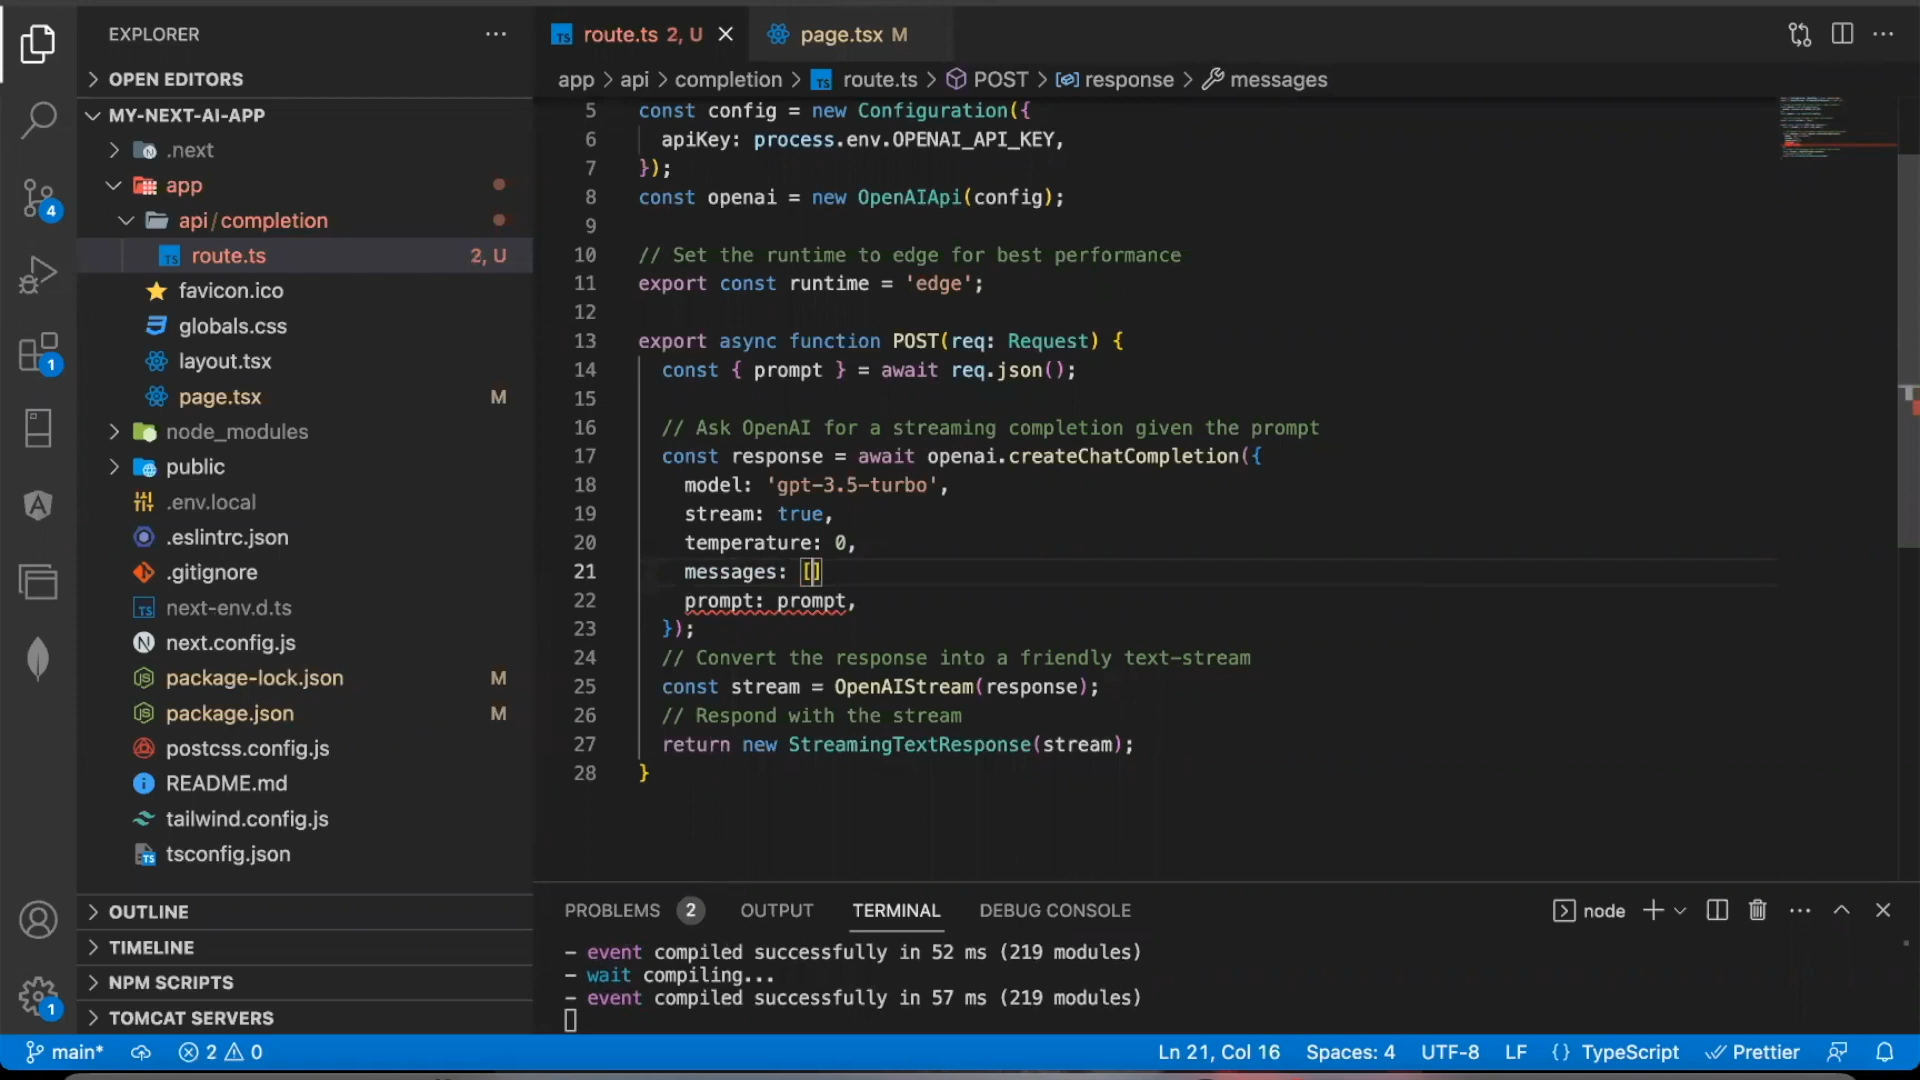 EXPLORER
OPEN EDITORS
MY-NEXT-AI-APP
.next
app
api/completion
route.ts 2, U
favicon.ico
globals.css
layout.tsx
page.tsx M
node_modules
public
.env.local
.eslintrc.json
.gitignore
next-env.d.ts
next.config.js
package-lock.json M
package.json M
postcss.config.js
README.md
tailwind.config.js
tsconfig.json
OUTLINE
TIMELINE
NPM SCRIPTS
TOMCAT SERVERS
4
1
1
route.ts 2, U
page.tsx M
app > api > completion > route.ts > POST > response > messages
5 const config = new Configuration({
6 apiKey: process.env.OPENAI_API_KEY,
7 });
8 const openai = new OpenAIApi(config);
9
10 // Set the runtime to edge for best performance
11 export const runtime = 'edge';
12
13 export async function POST(req: Request) {
14 const { prompt } = await req.json();
15
16 // Ask OpenAI for a streaming completion given the prompt
17 const response = await openai.createChatCompletion({
18 model: 'gpt-3.5-turbo',
19 stream: true,
20 temperature: 0,
21 messages: []
22 prompt: prompt,
23 });
24 // Convert the response into a friendly text-stream
25 const stream = OpenAIStream(response);
26 // Respond with the stream
27 return new StreamingTextResponse(stream);
28 }
PROBLEMS 2 OUTPUT TERMINAL DEBUG CONSOLE node
- event compiled successfully in 52 ms (219 modules)
- wait compiling...
- event compiled successfully in 57 ms (219 modules)
main* 2 0 Ln 21, Col 16 Spaces: 4 UTF-8 LF {} TypeScript Prettier